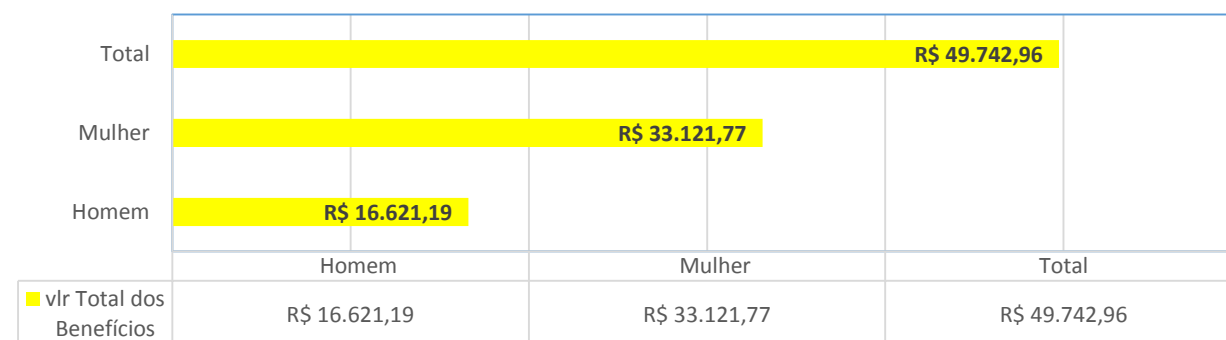 Total
R$ 49.742,96
Mulher
R$ 33.121,77
Homem
R$ 16.621,19
Homem Mulher Total
vlr Total dos
Benefícios
R$ 16.621,19 R$ 33.121,77 R$ 49.742,96